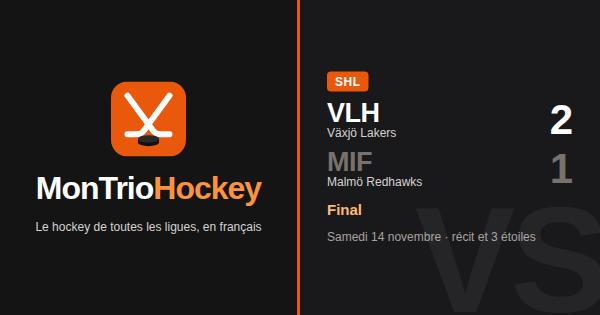 MonTrioHockey
Le hockey de toutes les ligues, en français
SHL
VLH 2
Växjö Lakers
MIF 1
Malmö Redhawks
Final
Samedi 14 novembre · récit et 3 étoiles
VS